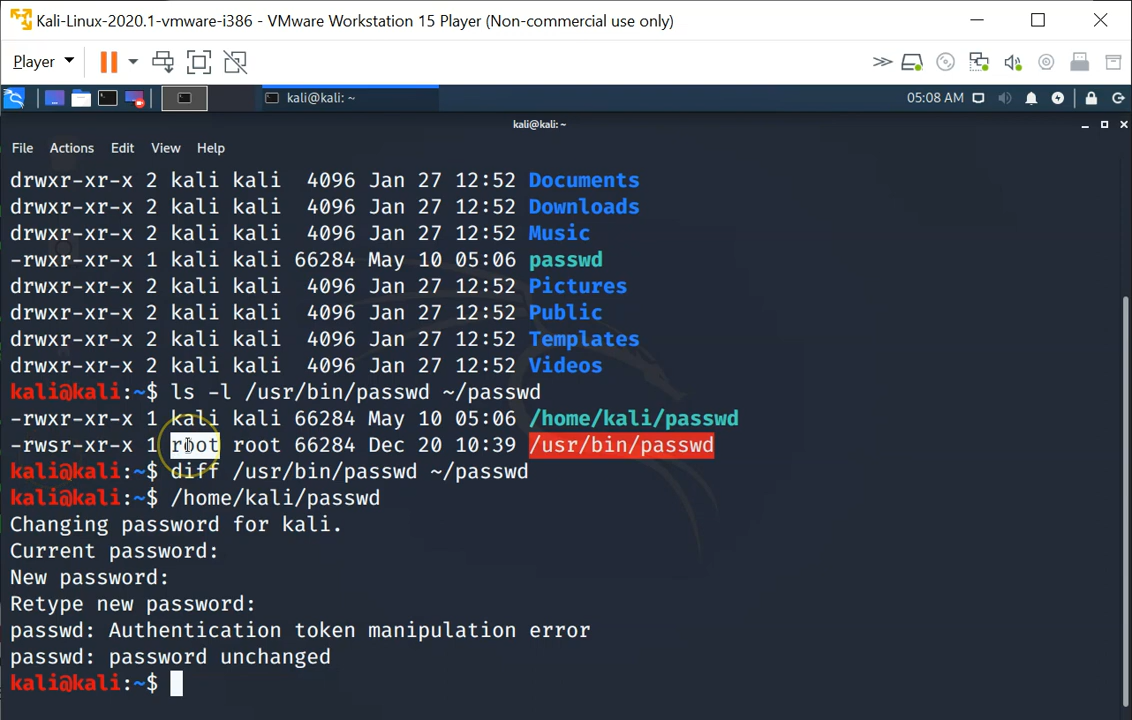 Kali-Linux-2020.1-vmware-i386 - VMware Workstation 15 Player (Non-commercial use only)
Player
kali@kali: ~
05:08 AM
kali@kali: ~
File Actions Edit View Help
drwxr-xr-x 2 kali kali  4096 Jan 27 12:52 Documents
drwxr-xr-x 2 kali kali  4096 Jan 27 12:52 Downloads
drwxr-xr-x 2 kali kali  4096 Jan 27 12:52 Music
-rwxr-xr-x 1 kali kali 66284 May 10 05:06 passwd
drwxr-xr-x 2 kali kali  4096 Jan 27 12:52 Pictures
drwxr-xr-x 2 kali kali  4096 Jan 27 12:52 Public
drwxr-xr-x 2 kali kali  4096 Jan 27 12:52 Templates
drwxr-xr-x 2 kali kali  4096 Jan 27 12:52 Videos
kali@kali:~$ ls -l /usr/bin/passwd ~/passwd
-rwxr-xr-x 1 kali kali 66284 May 10 05:06 /home/kali/passwd
-rwsr-xr-x 1 root root 66284 Dec 20 10:39 /usr/bin/passwd
kali@kali:~$ diff /usr/bin/passwd ~/passwd
kali@kali:~$ /home/kali/passwd
Changing password for kali.
Current password:
New password:
Retype new password:
passwd: Authentication token manipulation error
passwd: password unchanged
kali@kali:~$